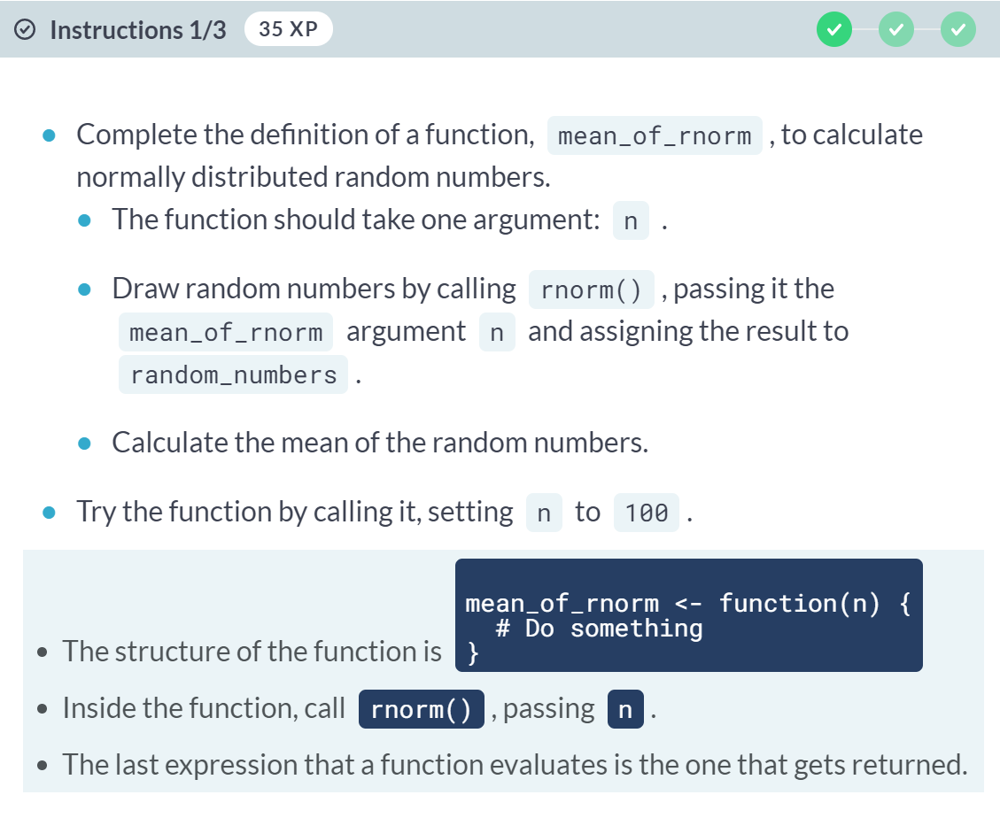 Instructions 1/3 35 XP
Complete the definition of a function, mean_of_rnorm , to calculate
normally distributed random numbers.
The function should take one argument: n .
Draw random numbers by calling rnorm() , passing it the
mean_of_rnorm argument n and assigning the result to
random_numbers .
Calculate the mean of the random numbers.
Try the function by calling it, setting n to 100 .
mean_of_rnorm <- function(n) {
# Do something
}
The structure of the function is
Inside the function, call rnorm() , passing n .
The last expression that a function evaluates is the one that gets returned.